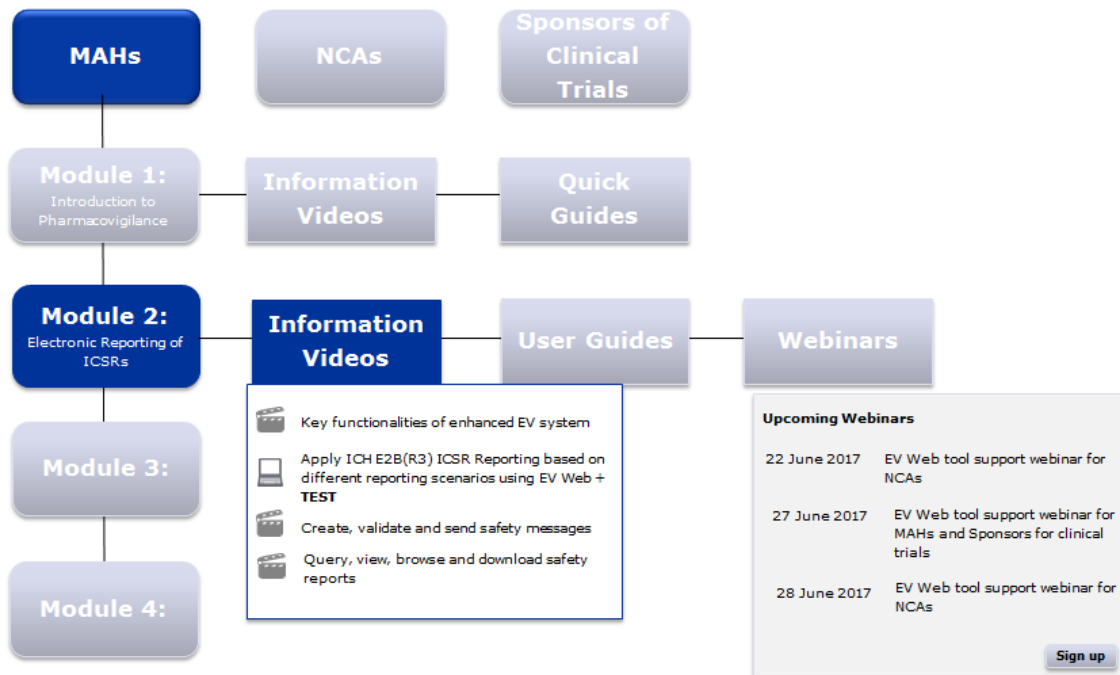 MAHs
NCAs
Sponsors of
Clinical
Trials
Module 1:
Introduction to
Pharmacovigilance
Information
Videos
Quick
Guides
Module 2:
Electronic Reporting of
ICSRs
Information
Videos
User Guides
Webinars
Key functionalities of enhanced EV system
Apply ICH E2B(R3) ICSR Reporting based on
different reporting scenarios using EV Web +
TEST
Create, validate and send safety messages
Query, view, browse and download safety
reports
Upcoming Webinars
22 June 2017 EV Web tool support webinar for
NCAs
27 June 2017 EV Web tool support webinar for
MAHs and Sponsors for clinical
trials
28 June 2017 EV Web tool support webinar for
NCAs
Sign up
Module 3:
Module 4: